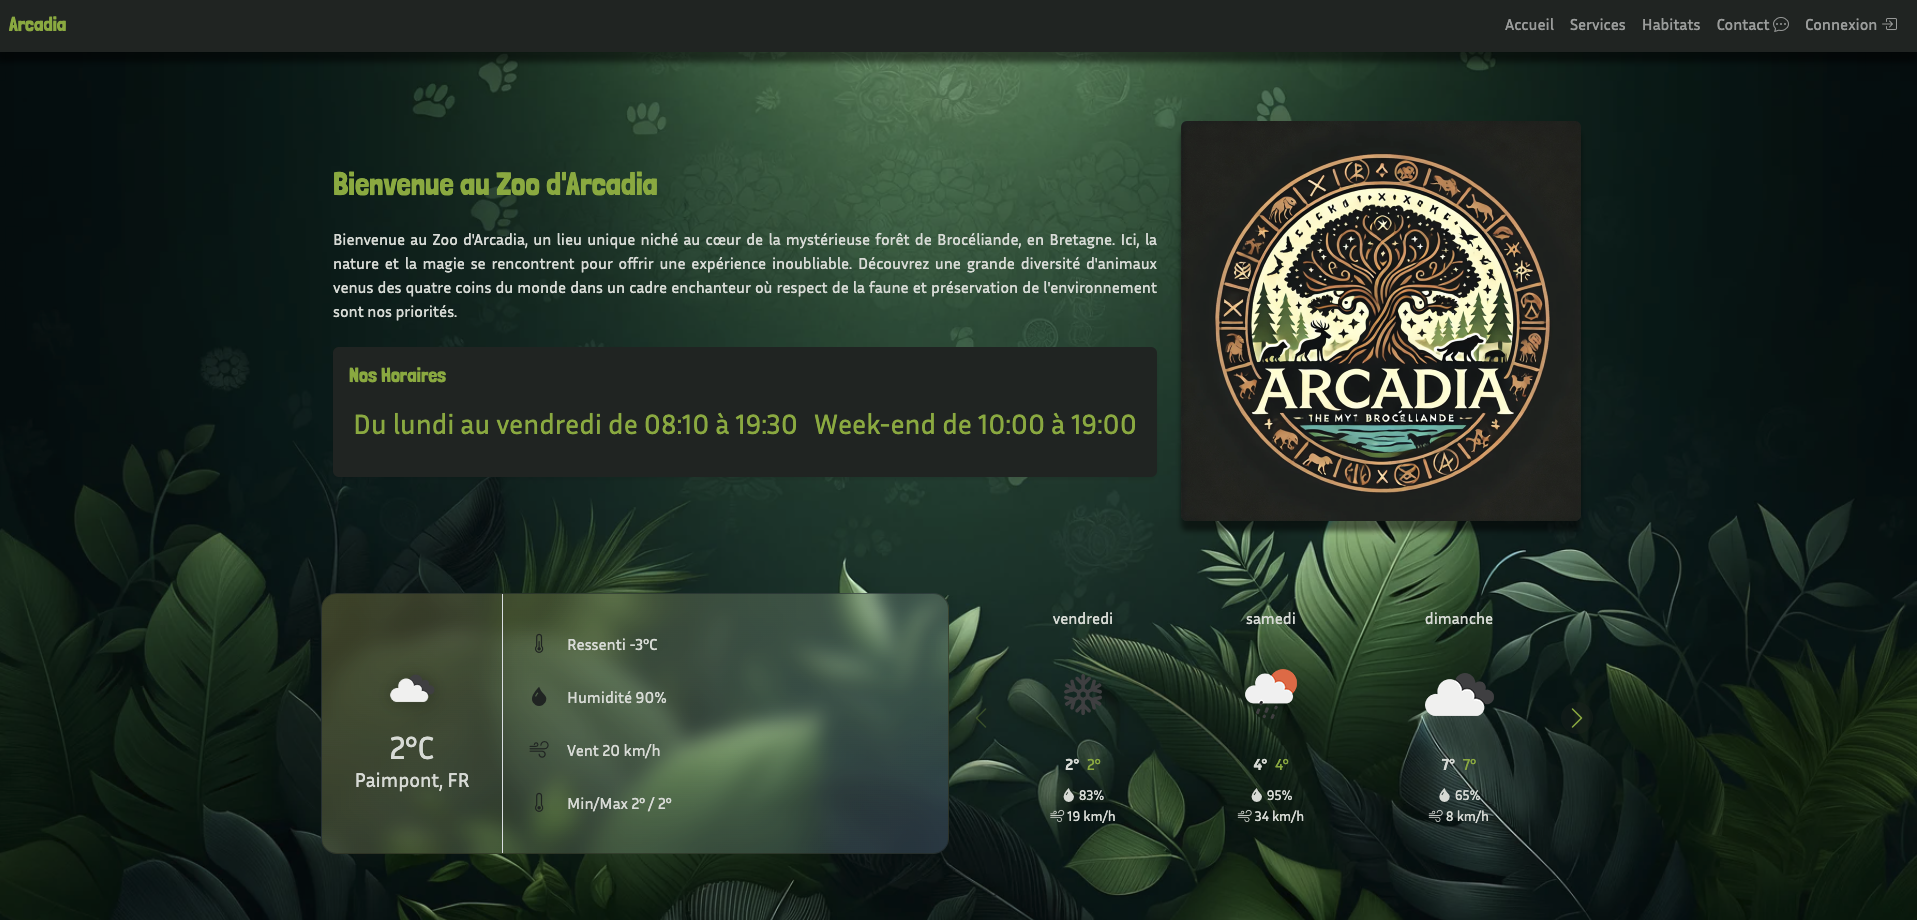 Arcadia
Accueil Services Habitats Contact Connexion
Bienvenue au Zoo d'Arcadia
Bienvenue au Zoo d'Arcadia, un lieu unique niché au cœur de la mystérieuse forêt de Brocéliande, en Bretagne. Ici, la
nature et la magie se rencontrent pour offrir une expérience inoubliable. Découvrez une grande diversité d'animaux
venus des quatre coins du monde dans un cadre enchanteur où respect de la faune et préservation de l'environnement
sont nos priorités.
Nos Horaires
Du lundi au vendredi de 08:10 à 19:30 Week-end de 10:00 à 19:00
ARCADIA
THE MYT BROCÉLIANDE
2°C
Paimpont, FR
Ressenti -3°C
Humidité 90%
Vent 20 km/h
Min/Max 2° / 2°
vendredi samedi dimanche
2° 2° 4° 4° 7° 7°
83% 95% 65%
19 km/h 34 km/h 8 km/h